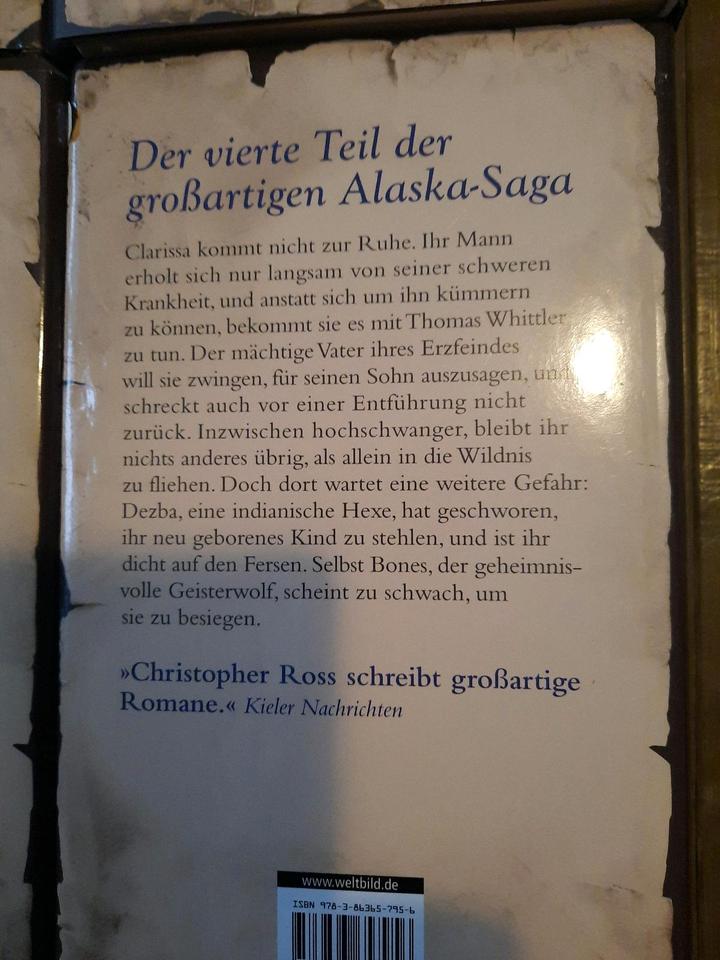 Der vierte Teil der
großartigen Alaska-Saga
Clarissa kommt nicht zur Ruhe. Ihr Mann
erholt sich nur langsam von seiner schweren
Krankheit, und anstatt sich um ihn kümmern
zu können, bekommt sie es mit Thomas Whittler
zu tun. Der mächtige Vater ihres Erzfeindes
will sie zwingen, für seinen Sohn auszusagen, und
schreckt auch vor einer Entführung nicht
zurück. Inzwischen hochschwanger, bleibt ihr
nichts anderes übrig, als allein in die Wildnis
zu fliehen. Doch dort wartet eine weitere Gefahr:
Dezba, eine indianische Hexe, hat geschworen,
ihr neu geborenes Kind zu stehlen, und ist ihr
dicht auf den Fersen. Selbst Bones, der geheimnis-
volle Geisterwolf, scheint zu schwach, um
sie zu besiegen.
»Christopher Ross schreibt großartige
Romane.« Kieler Nachrichten
www.weltbild.de
ISBN 978-3-86365-795-6